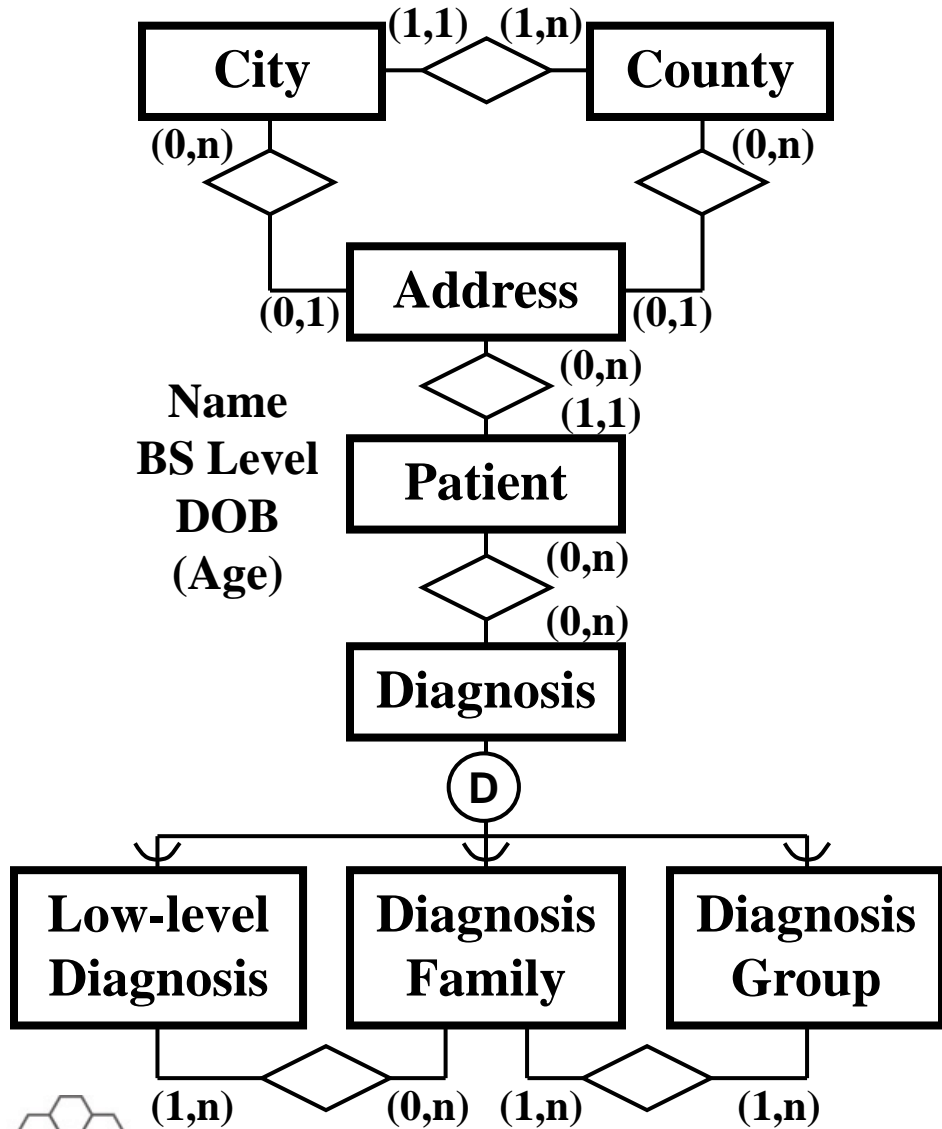 (1,1) (1,n)
City County
(0,n) (0,n)
Address
(0,1) (0,1)
(0,n)
Name
(1,1)
BS Level
Patient
DOB
(0,n)
(Age)
(0,n)
Diagnosis
D
Low-level Diagnosis Diagnosis
Diagnosis Family Group
(1,n) (0,n) (1,n) (1,n)